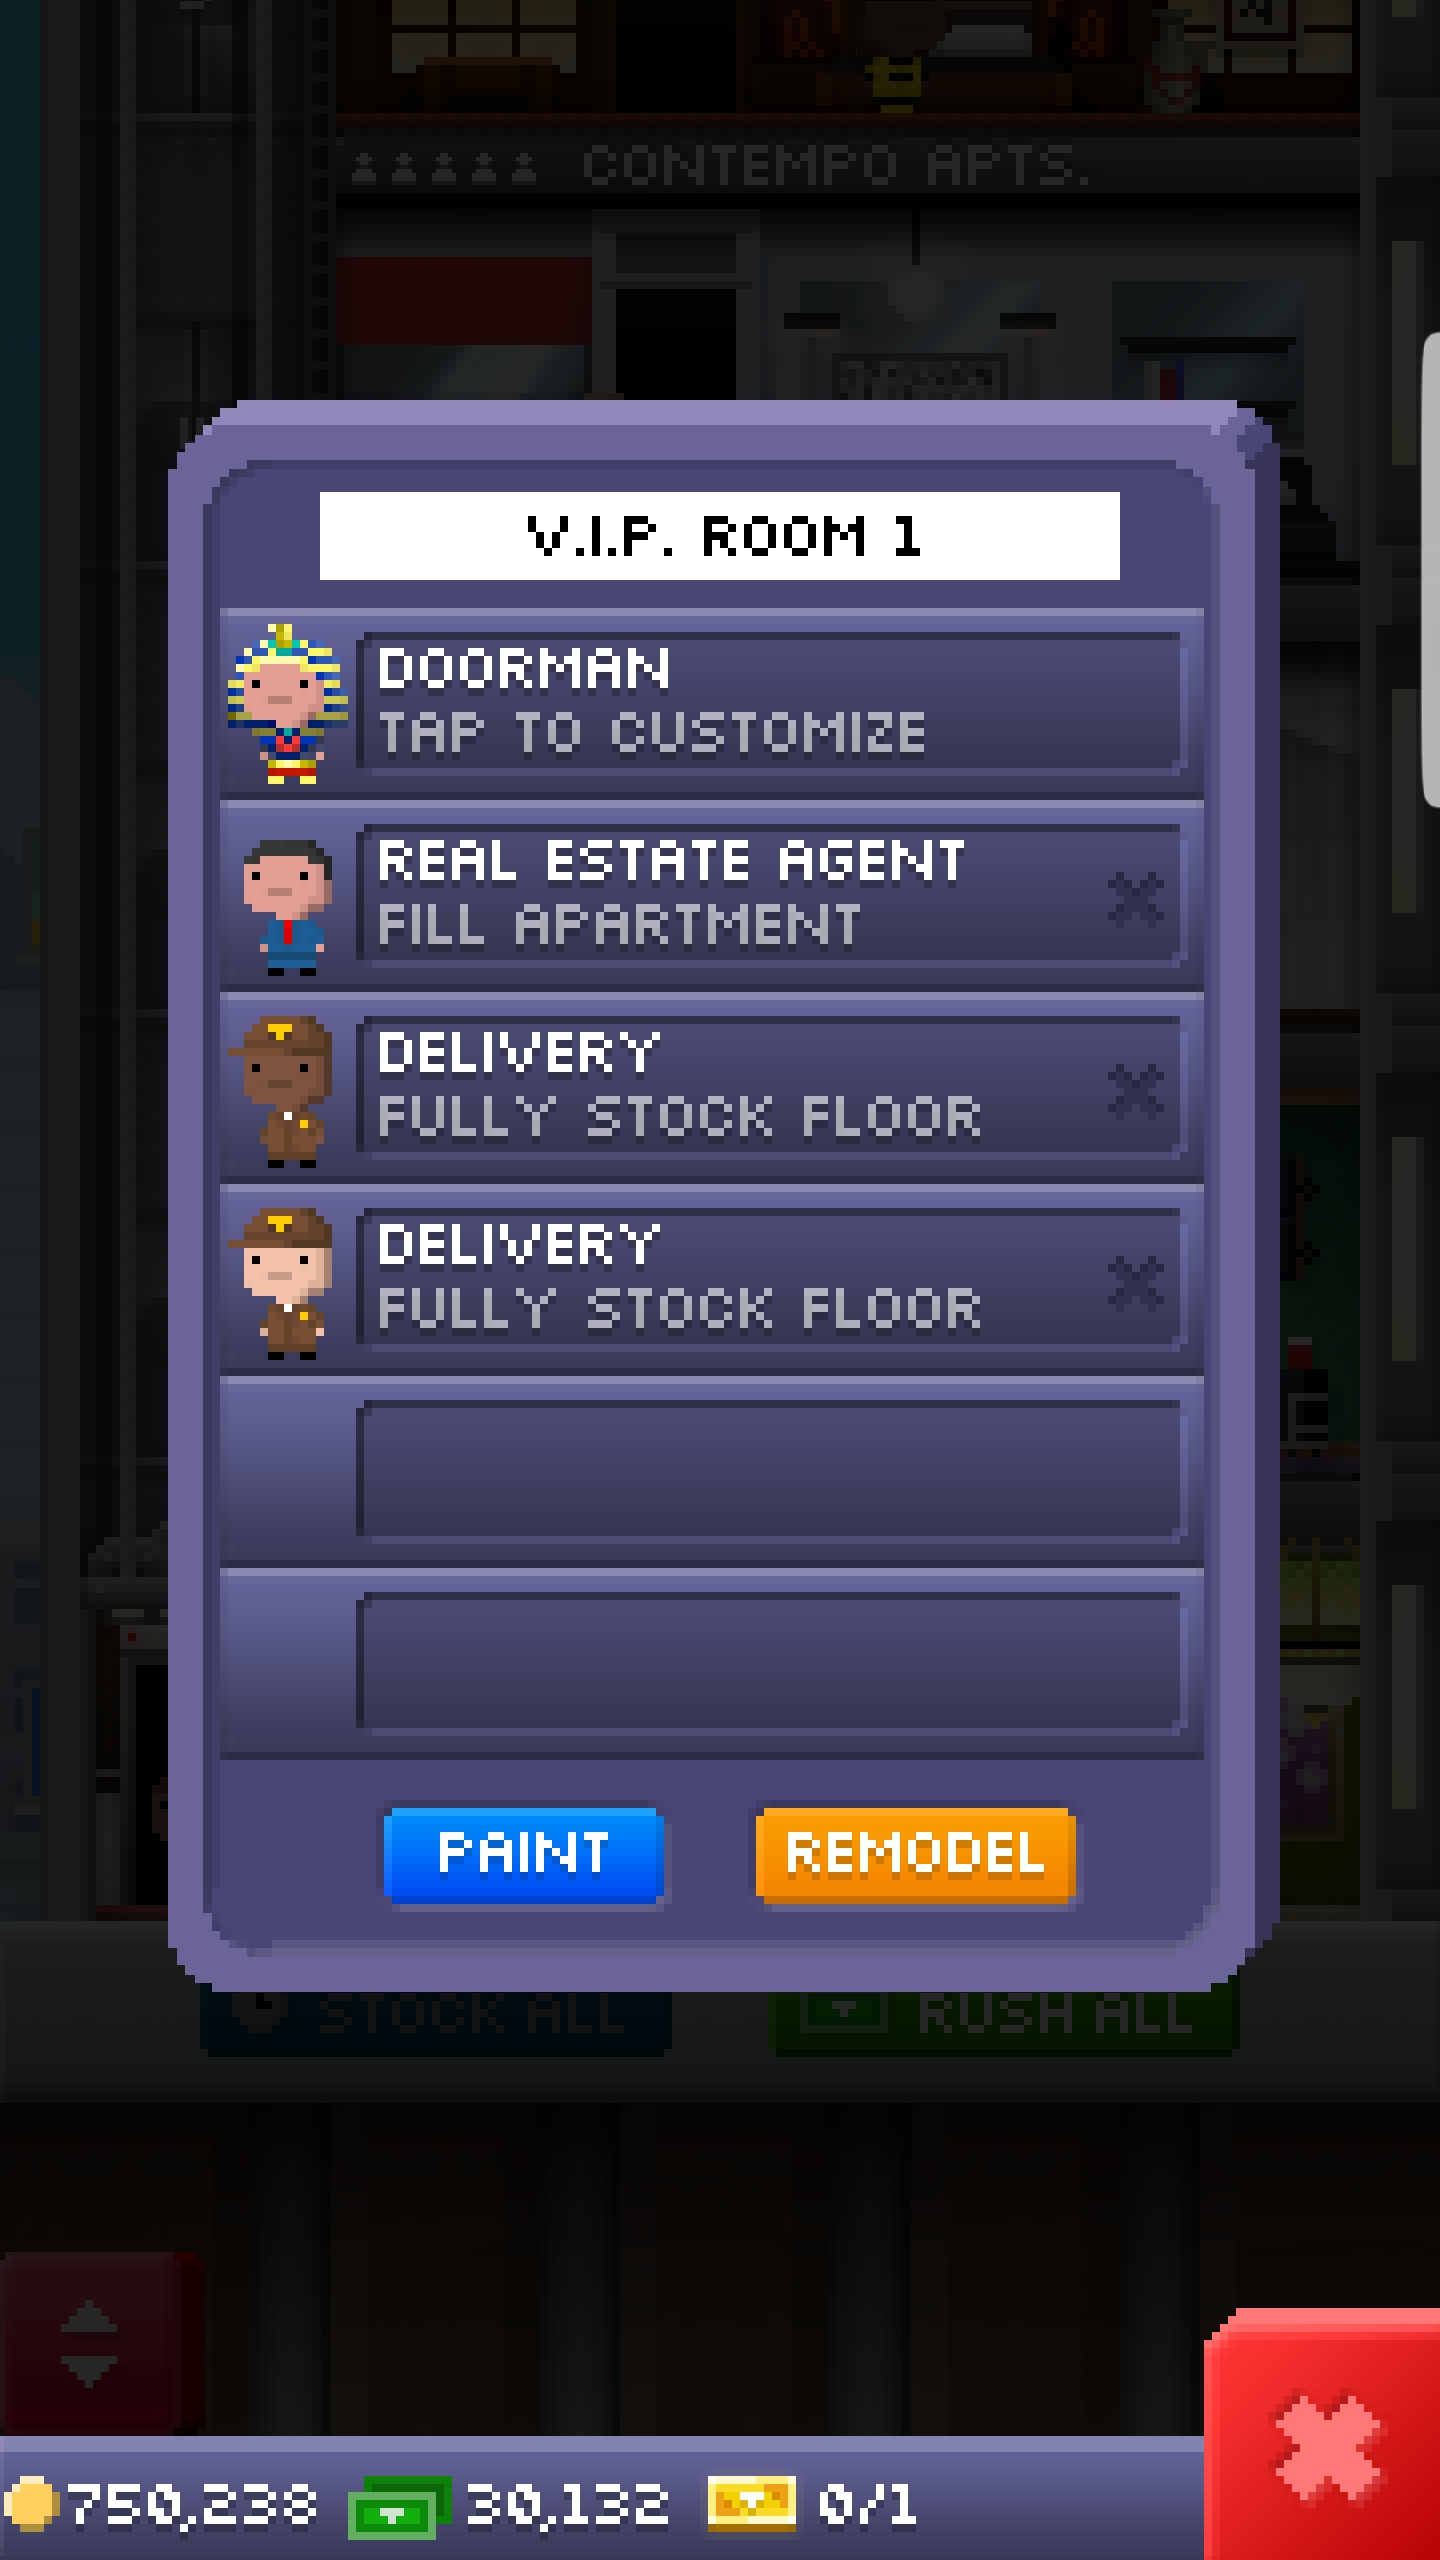 CONTEMPO APTS.
V.I.P. ROOM 1
DOORMAN
TAP TO CUSTOMIZE
REAL ESTATE AGENT
FILL APARTMENT
DELIVERY
FULLY STOCK FLOOR
DELIVERY
FULLY STOCK FLOOR
PAINT
REMODEL
STOCK ALL
RUSH ALL
750,238
30,132
0/1